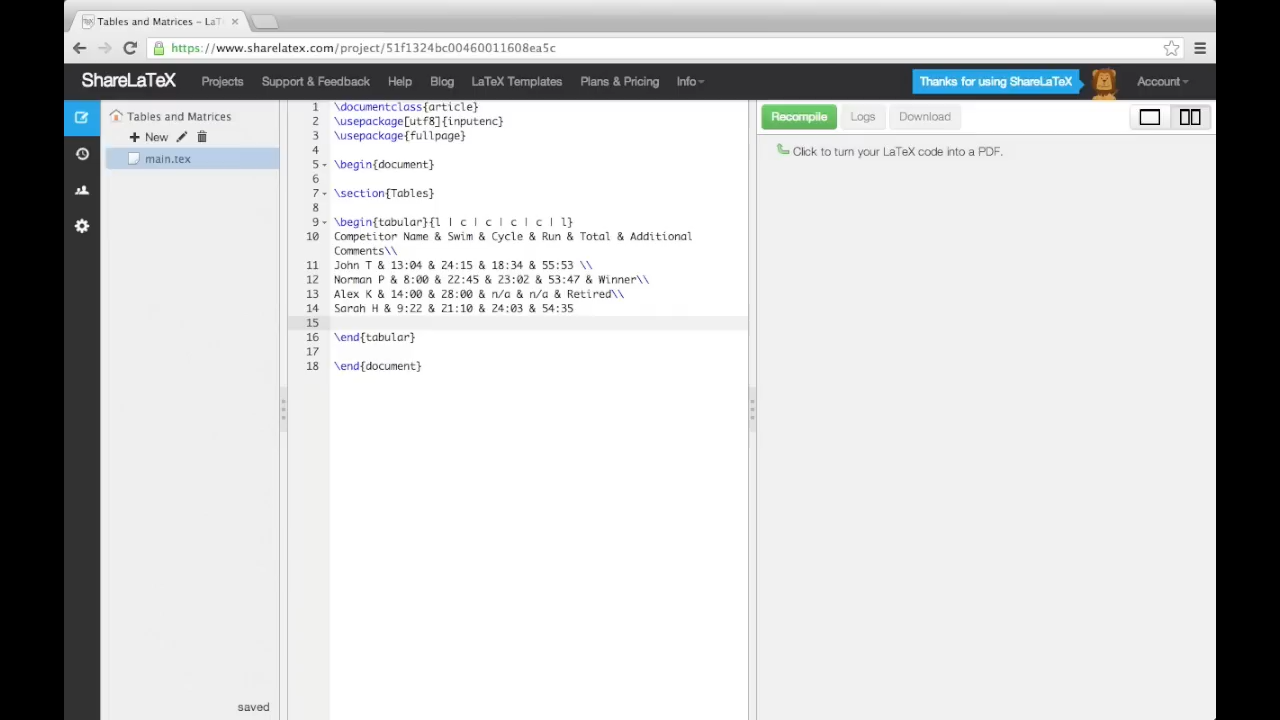 Tables and Matrices – LaT
https://www.sharelatex.com/project/51f1324bc00460011608ea5c
ShareLaTeX Projects Support & Feedback Help Blog LaTeX Templates Plans & Pricing Info Thanks for using ShareLaTeX Account
Tables and Matrices
New
main.tex
saved
1 \documentclass{article}
2 \usepackage[utf8]{inputenc}
3 \usepackage{fullpage}
4
5 \begin{document}
6
7 \section{Tables}
8
9 \begin{tabular}{l | c | c | c | c | l}
10 Competitor Name & Swim & Cycle & Run & Total & Additional
Comments\\
11 John T & 13:04 & 24:15 & 18:34 & 55:53 \\
12 Norman P & 8:00 & 22:45 & 23:02 & 53:47 & Winner\\
13 Alex K & 14:00 & 28:00 & n/a & n/a & Retired\\
14 Sarah H & 9:22 & 21:10 & 24:03 & 54:35
15
16 \end{tabular}
17
18 \end{document}
Recompile Logs Download
Click to turn your LaTeX code into a PDF.